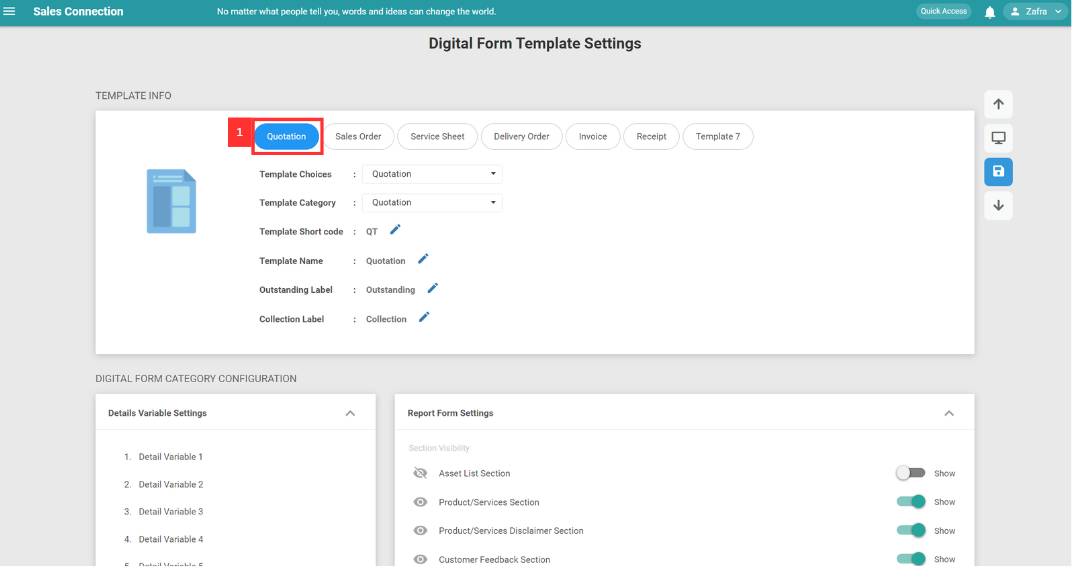 Sales Connection
No matter what people tell you, words and ideas can change the world.
Quick Access
Zafra
Digital Form Template Settings
TEMPLATE INFO
1
Quotation
Sales Order
Service Sheet
Delivery Order
Invoice
Receipt
Template 7
Template Choices : Quotation
Template Category : Quotation
Template Short code : QT
Template Name : Quotation
Outstanding Label : Outstanding
Collection Label : Collection
DIGITAL FORM CATEGORY CONFIGURATION
Details Variable Settings
1. Detail Variable 1
2. Detail Variable 2
3. Detail Variable 3
4. Detail Variable 4
5. Detail Variable 5
Report Form Settings
Section Visibility
Asset List Section Show
Product/Services Section Show
Product/Services Disclaimer Section Show
Customer Feedback Section Show